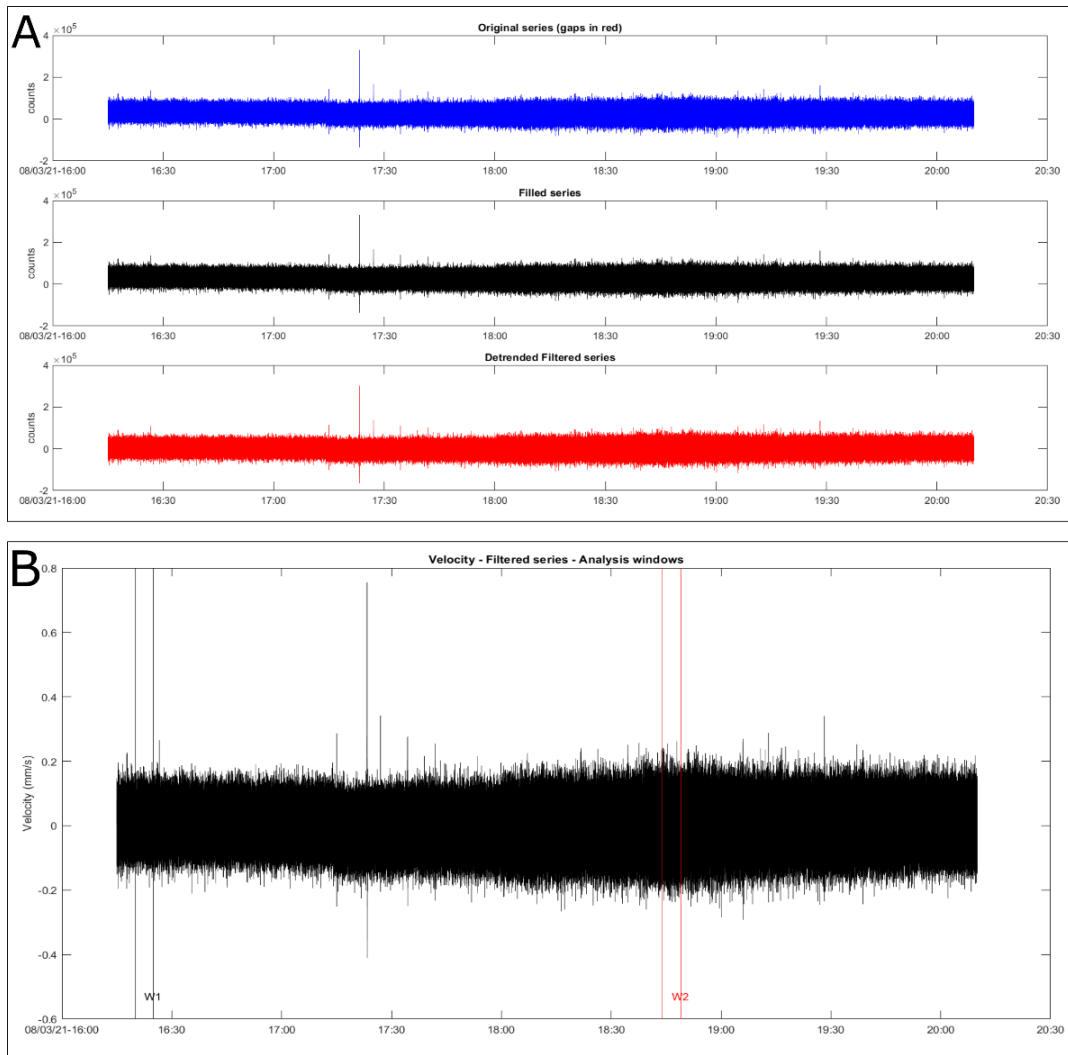 A
Original series (gaps in red)
×10^5
4
2
0
-2
counts
08/03/21-16:00 16:30 17:00 17:30 18:00 18:30 19:00 19:30 20:00 20:30
Filled series
×10^5
4
2
0
-2
counts
08/03/21-16:00 16:30 17:00 17:30 18:00 18:30 19:00 19:30 20:00 20:30
Detrended Filtered series
×10^5
4
2
0
-2
counts
08/03/21-16:00 16:30 17:00 17:30 18:00 18:30 19:00 19:30 20:00 20:30
B
Velocity - Filtered series - Analysis windows
0.8
0.6
0.4
0.2
0
-0.2
-0.4
-0.6
Velocity (mm/s)
W1 W2
08/03/21-16:00 16:30 17:00 17:30 18:00 18:30 19:00 19:30 20:00 20:30